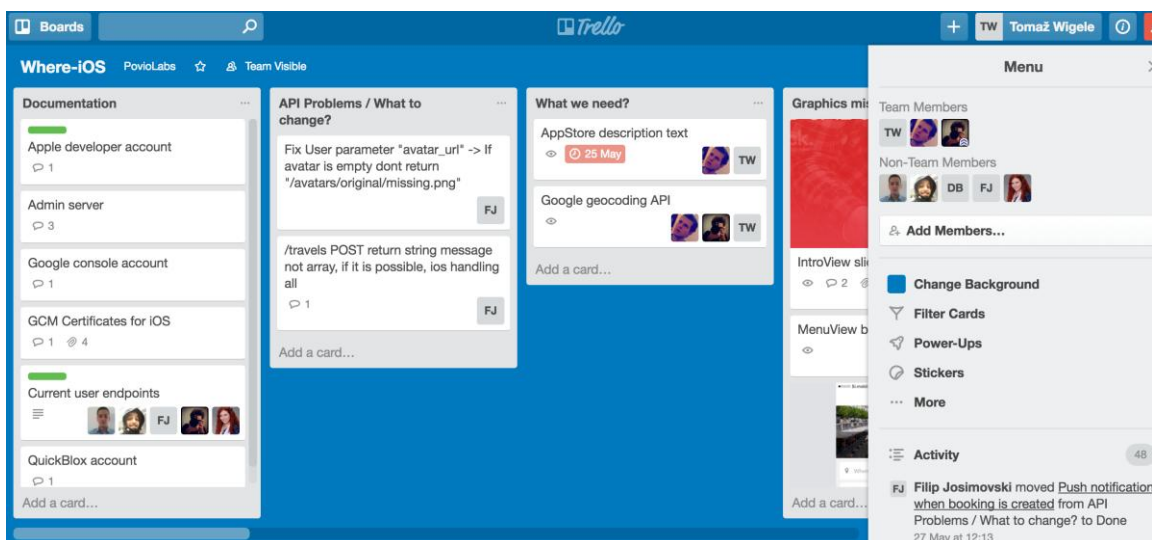 Boards
Trello
+
TW Tomaž Wigele
Where-iOS PovioLabs Team Visible
Documentation ...
Apple developer account
1
Admin server
3
Google console account
1
GCM Certificates for iOS
1 4
Current user endpoints
FJ
QuickBlox account
1
Add a card...
API Problems / What to
change?
...
Fix User parameter "avatar_url" -> If
avatar is empty dont return
"/avatars/original/missing.png"
FJ
/travels POST return string message
not array, if it is possible, ios handling
all
1
FJ
Add a card...
What we need? ...
AppStore description text
25 May
TW
Google geocoding API
TW
Add a card...
Graphics mis
IntroView sli
2
MenuView b
Add a card...
Menu
Team Members
TW
Non-Team Members
DB FJ
Add Members...
Change Background
Filter Cards
Power-Ups
Stickers
... More
Activity 48
FJ Filip Josimovski moved Push notification
when booking is created from API
Problems / What to change? to Done
27 May at 12:13